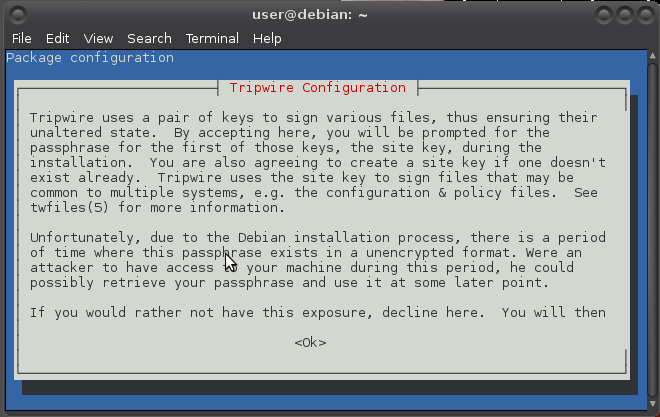 user@debian: ~
File Edit View Search Terminal Help
Package configuration
Tripwire Configuration
Tripwire uses a pair of keys to sign various files, thus ensuring their
unaltered state.  By accepting here, you will be prompted for the
passphrase for the first of those keys, the site key, during the
installation.  You are also agreeing to create a site key if one doesn't
exist already.  Tripwire uses the site key to sign files that may be
common to multiple systems, e.g. the configuration & policy files.  See
twfiles(5) for more information.
Unfortunately, due to the Debian installation process, there is a period
of time where this passphrase exists in a unencrypted format. Were an
attacker to have access to your machine during this period, he could
possibly retrieve your passphrase and use it at some later point.
If you would rather not have this exposure, decline here.  You will then
<Ok>